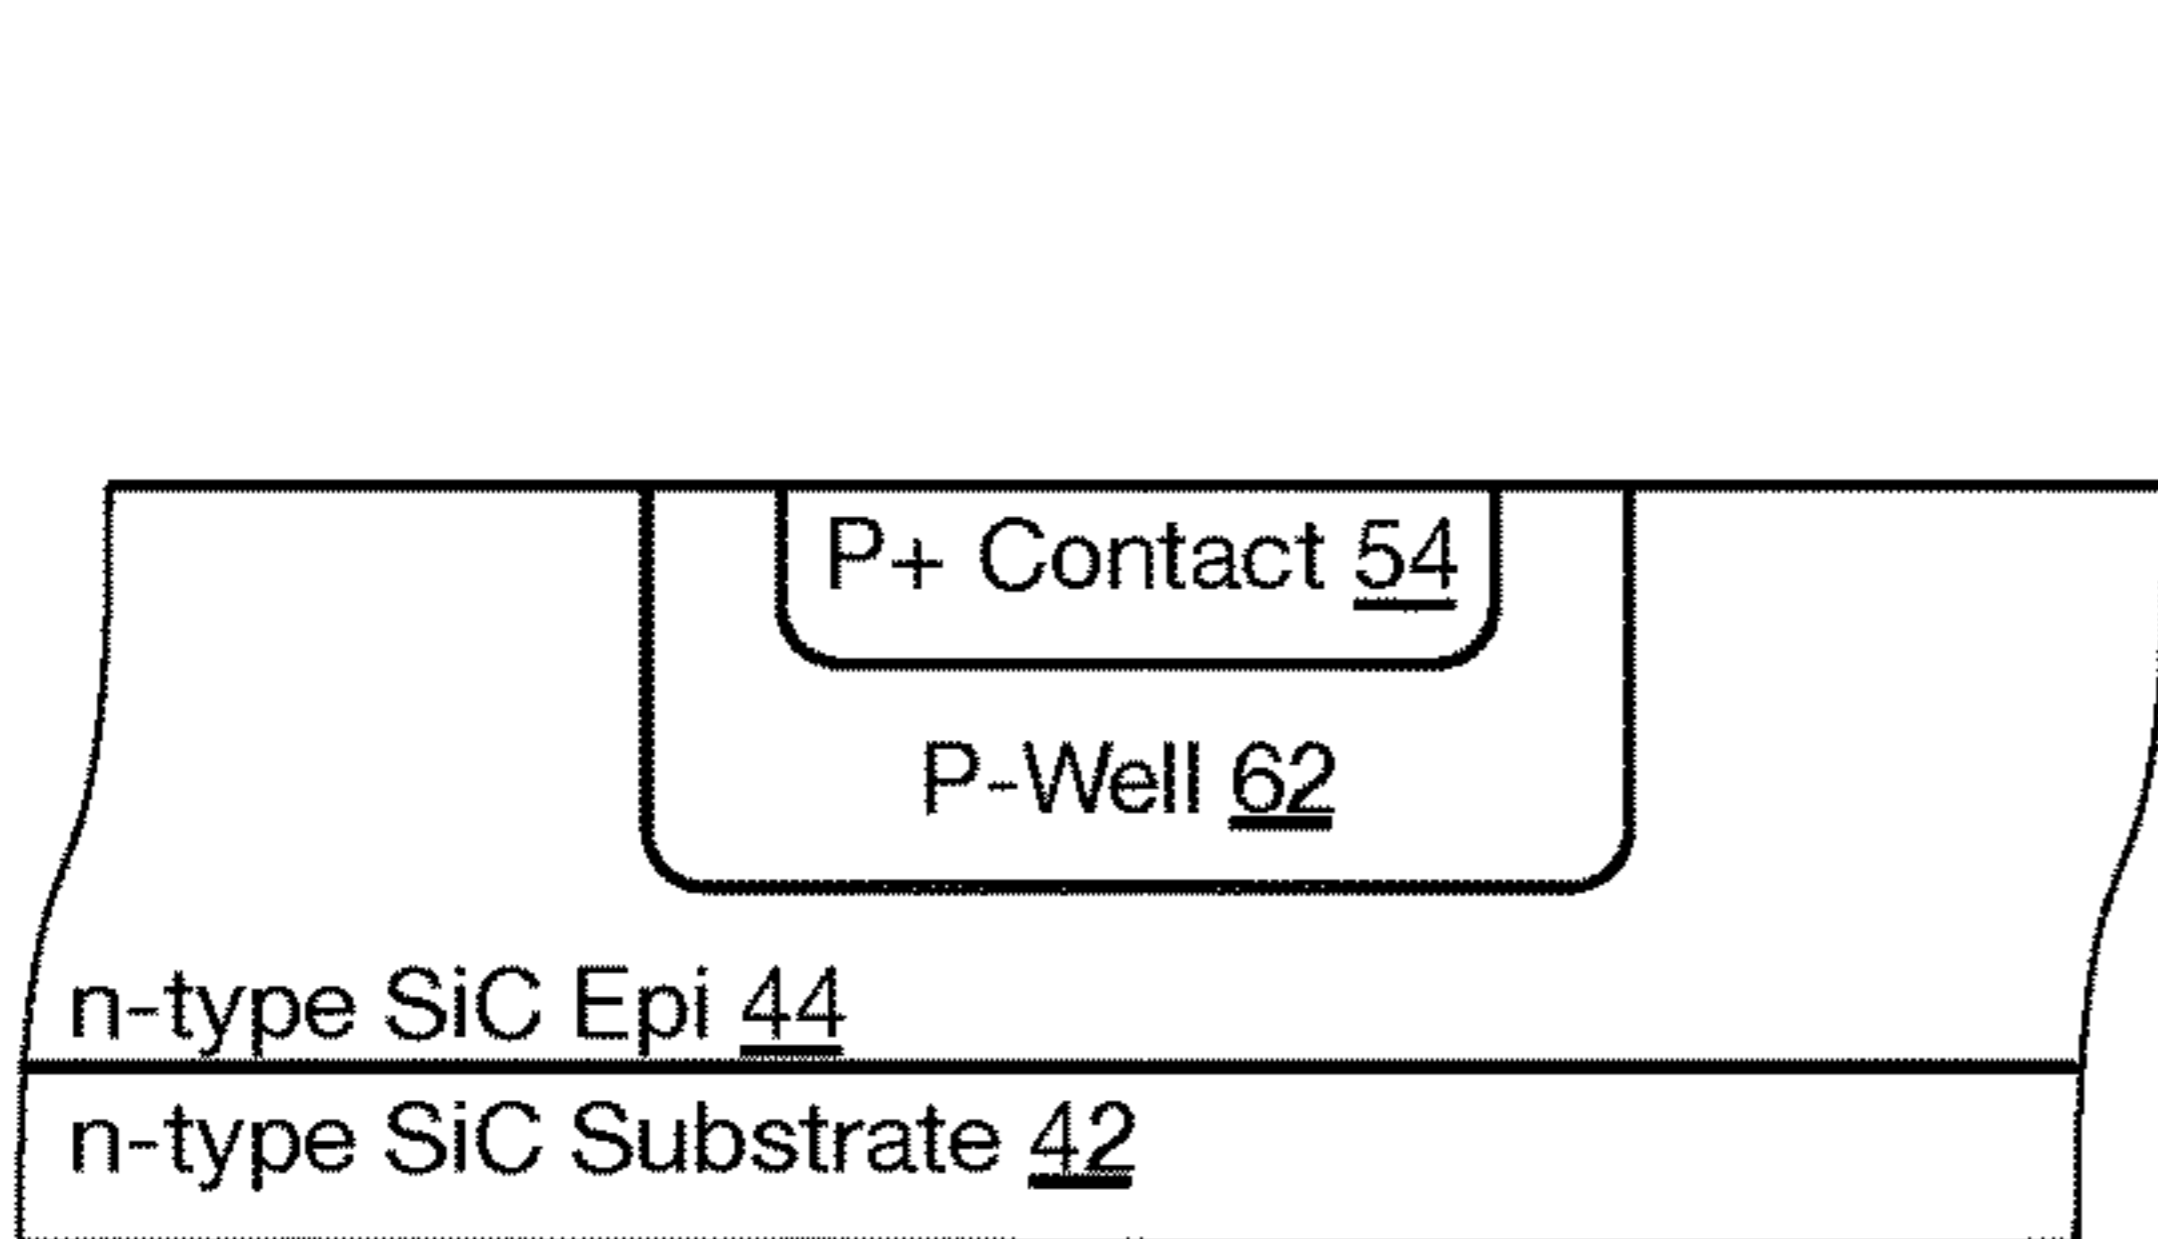 P+ Contact 54
P-Well 62
n-type SiC Epi 44
n-type SiC Substrate 42